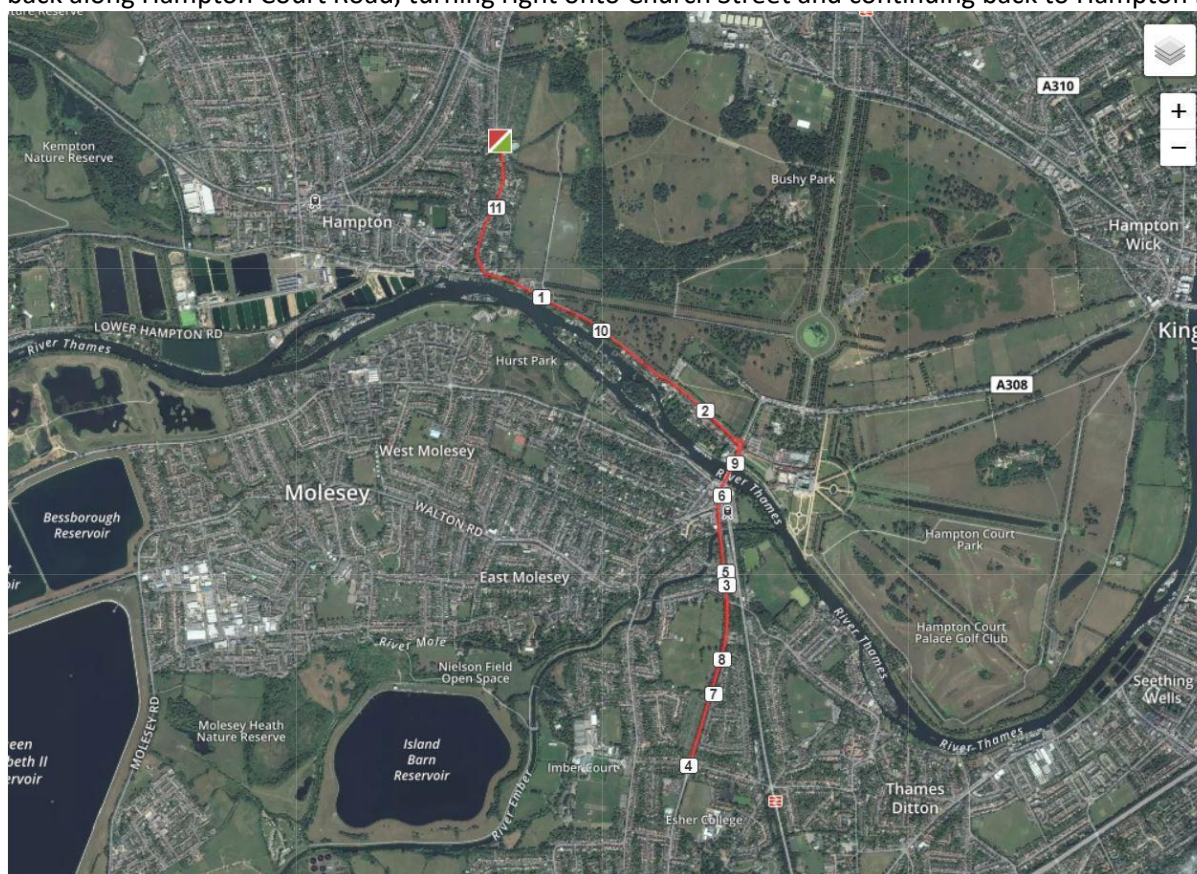 back along Hampton Court Road, turning right onto Church Street and continuing back to Hampton
Nature Reserve
A310
+
−
Kempton
Nature Reserve
Bushy Park
Hampton
11
Hampton
Wick
1
LOWER HAMPTON RD
River Thames
10
King
Hurst Park
A308
2
West Molesey
9
River Thames
6
Molesey
WALTON RD
Bessborough
Reservoir
Hampton Court
Park
East Molesey
5
3
River Thames
Hampton Court
Palace Golf Club
River Mole
8
Nielson Field
Open Space
7
Seething
Wells
MOLESEY RD
Molesey Heath
Nature Reserve
Island
Barn
Reservoir
River Thames
4
Imber Court
River Ember
Thames
Ditton
Esher College